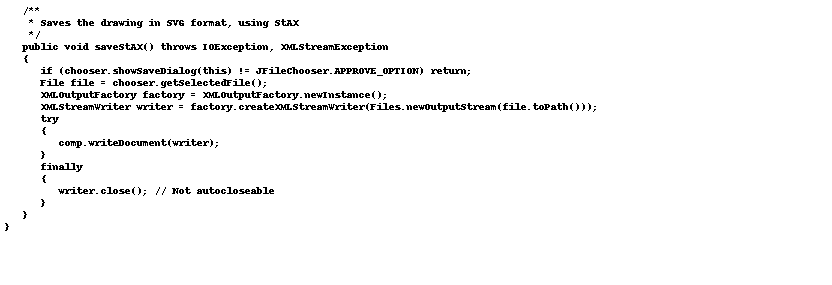 /**
 * Saves the drawing in SVG format, using StAX
 */
public void saveStAX() throws IOException, XMLStreamException
{
   if (chooser.showSaveDialog(this) != JFileChooser.APPROVE_OPTION) return;
   File file = chooser.getSelectedFile();
   XMLOutputFactory factory = XMLOutputFactory.newInstance();
   XMLStreamWriter writer = factory.createXMLStreamWriter(Files.newOutputStream(file.toPath()));
   try
   {
      comp.writeDocument(writer);
   }
   finally
   {
      writer.close(); // Not autocloseable
   }
}
}